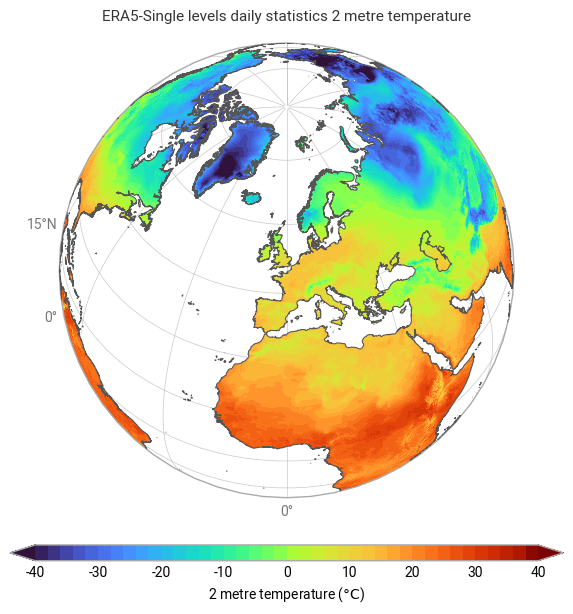 ERA5-Single levels daily statistics 2 metre temperature
15°N
0°
0°
-40 -30 -20 -10 0 10 20 30 40
2 metre temperature (°C)